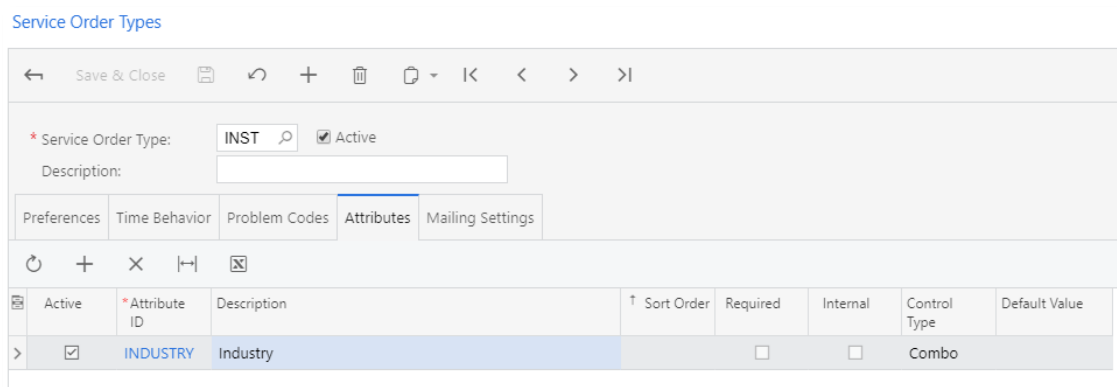 Service Order Types
Save & Close
* Service Order Type: INST Active
Description:
Preferences Time Behavior Problem Codes Attributes Mailing Settings
Active *Attribute ID Description Sort Order Required Internal Control Type Default Value
INDUSTRY Industry Combo